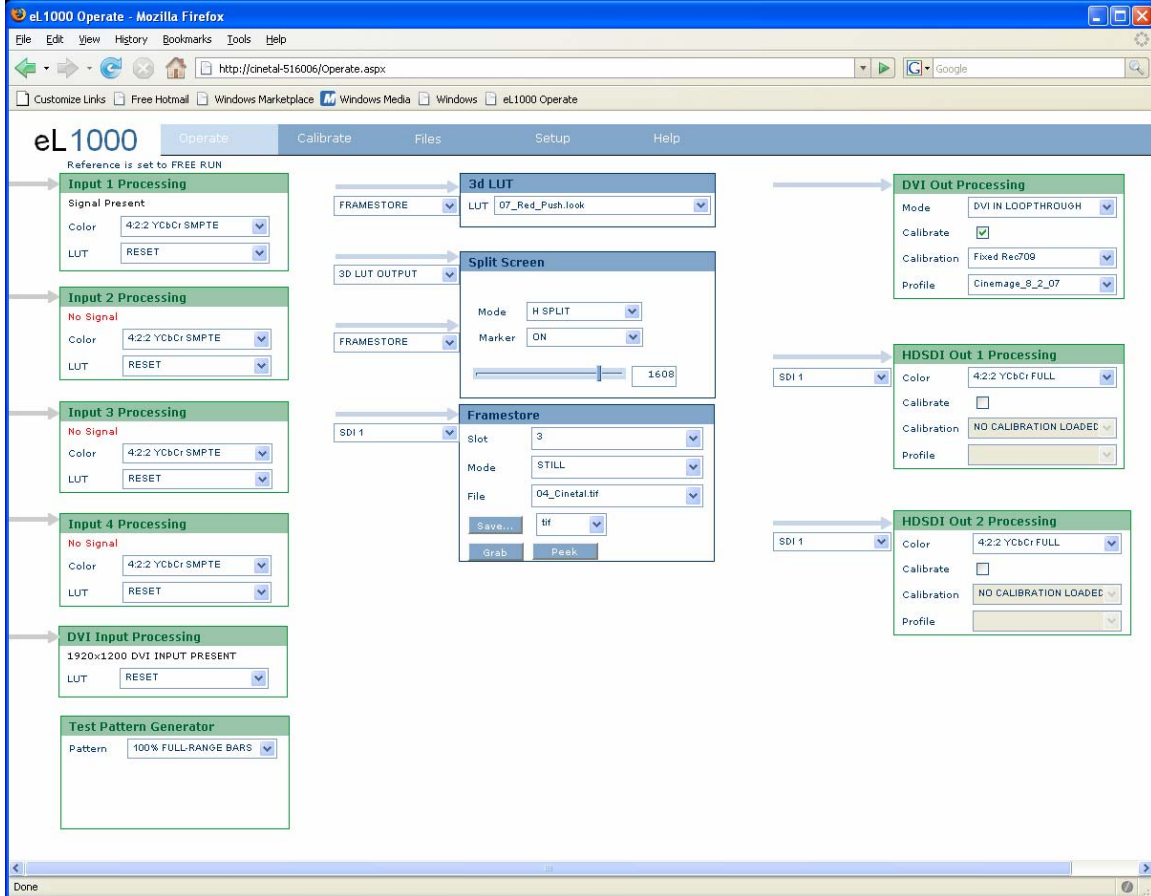 eL1000 Operate - Mozilla Firefox
File Edit View History Bookmarks Tools Help
http://cinetal-516006/Operate.aspx
G Google
Customize Links Free Hotmail Windows Marketplace Windows Media Windows eL1000 Operate
eL1000 Operate Calibrate Files Setup Help
Reference is set to FREE RUN
Input 1 Processing
Signal Present
Color 4:2:2 YCbCr SMPTE
LUT RESET
Input 2 Processing
No Signal
Color 4:2:2 YCbCr SMPTE
LUT RESET
Input 3 Processing
No Signal
Color 4:2:2 YCbCr SMPTE
LUT RESET
Input 4 Processing
No Signal
Color 4:2:2 YCbCr SMPTE
LUT RESET
DVI Input Processing
1920x1200 DVI INPUT PRESENT
LUT RESET
Test Pattern Generator
Pattern 100% FULL-RANGE BARS
3d LUT
FRAMESTORE LUT 07_Red_Push.look
Split Screen
3D LUT OUTPUT
Mode H SPLIT
FRAMESTORE Marker ON
1608
Framestore
SDI 1 Slot 3
Mode STILL
File 04_Cinetal.tif
Save... tif
Grab Peek
DVI Out Processing
Mode DVI IN LOOPTHROUGH
Calibrate
Calibration Fixed Rec709
Profile Cinemage_8_2_07
HDSDI Out 1 Processing
SDI 1 Color 4:2:2 YCbCr FULL
Calibrate
Calibration NO CALIBRATION LOADED
Profile
HDSDI Out 2 Processing
SDI 1 Color 4:2:2 YCbCr FULL
Calibrate
Calibration NO CALIBRATION LOADED
Profile
Done